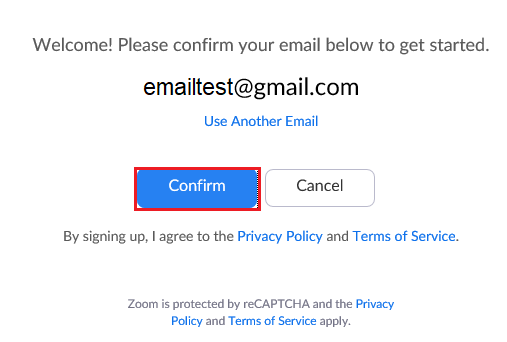 Welcome! Please confirm your email below to get started.
emailtest@gmail.com
Use Another Email
Confirm
Cancel
By signing up, I agree to the Privacy Policy and Terms of Service.
Zoom is protected by reCAPTCHA and the Privacy
Policy and Terms of Service apply.